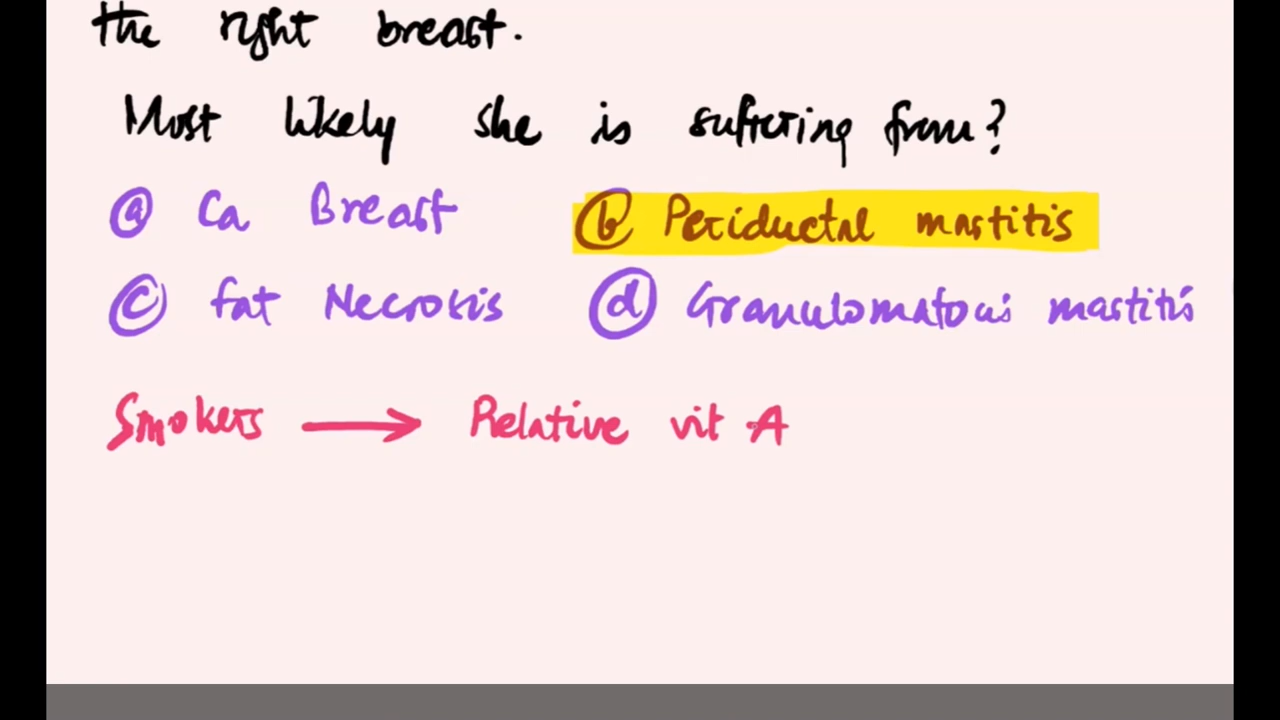 the right breast.
Most likely she is suffering from?
(a) Ca Breast (b) Periductal mastitis
(c) Fat Necrosis (d) Granulomatous mastitis
Smokers → Relative vit A